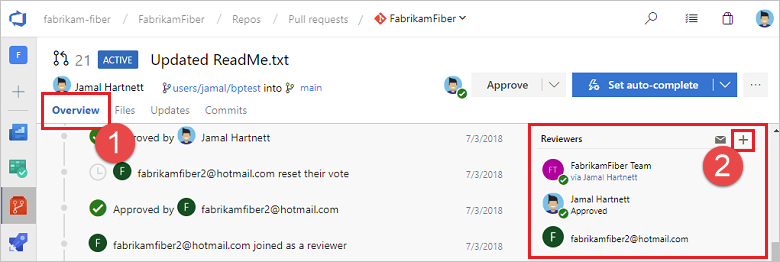 fabrikam-fiber / FabrikamFiber / Repos / Pull requests / FabrikamFiber
F
21 ACTIVE Updated ReadMe.txt
Jamal Hartnett users/jamal/bptest into main
Approve
Set auto-complete
Overview Files Updates Commits
1
Approved by Jamal Hartnett 7/3/2018
F fabrikamfiber2@hotmail.com reset their vote 7/3/2018
Approved by F fabrikamfiber2@hotmail.com 7/3/2018
F fabrikamfiber2@hotmail.com joined as a reviewer 7/3/2018
Reviewers
2
FT FabrikamFiber Team
via Jamal Hartnett
Jamal Hartnett
Approved
F fabrikamfiber2@hotmail.com